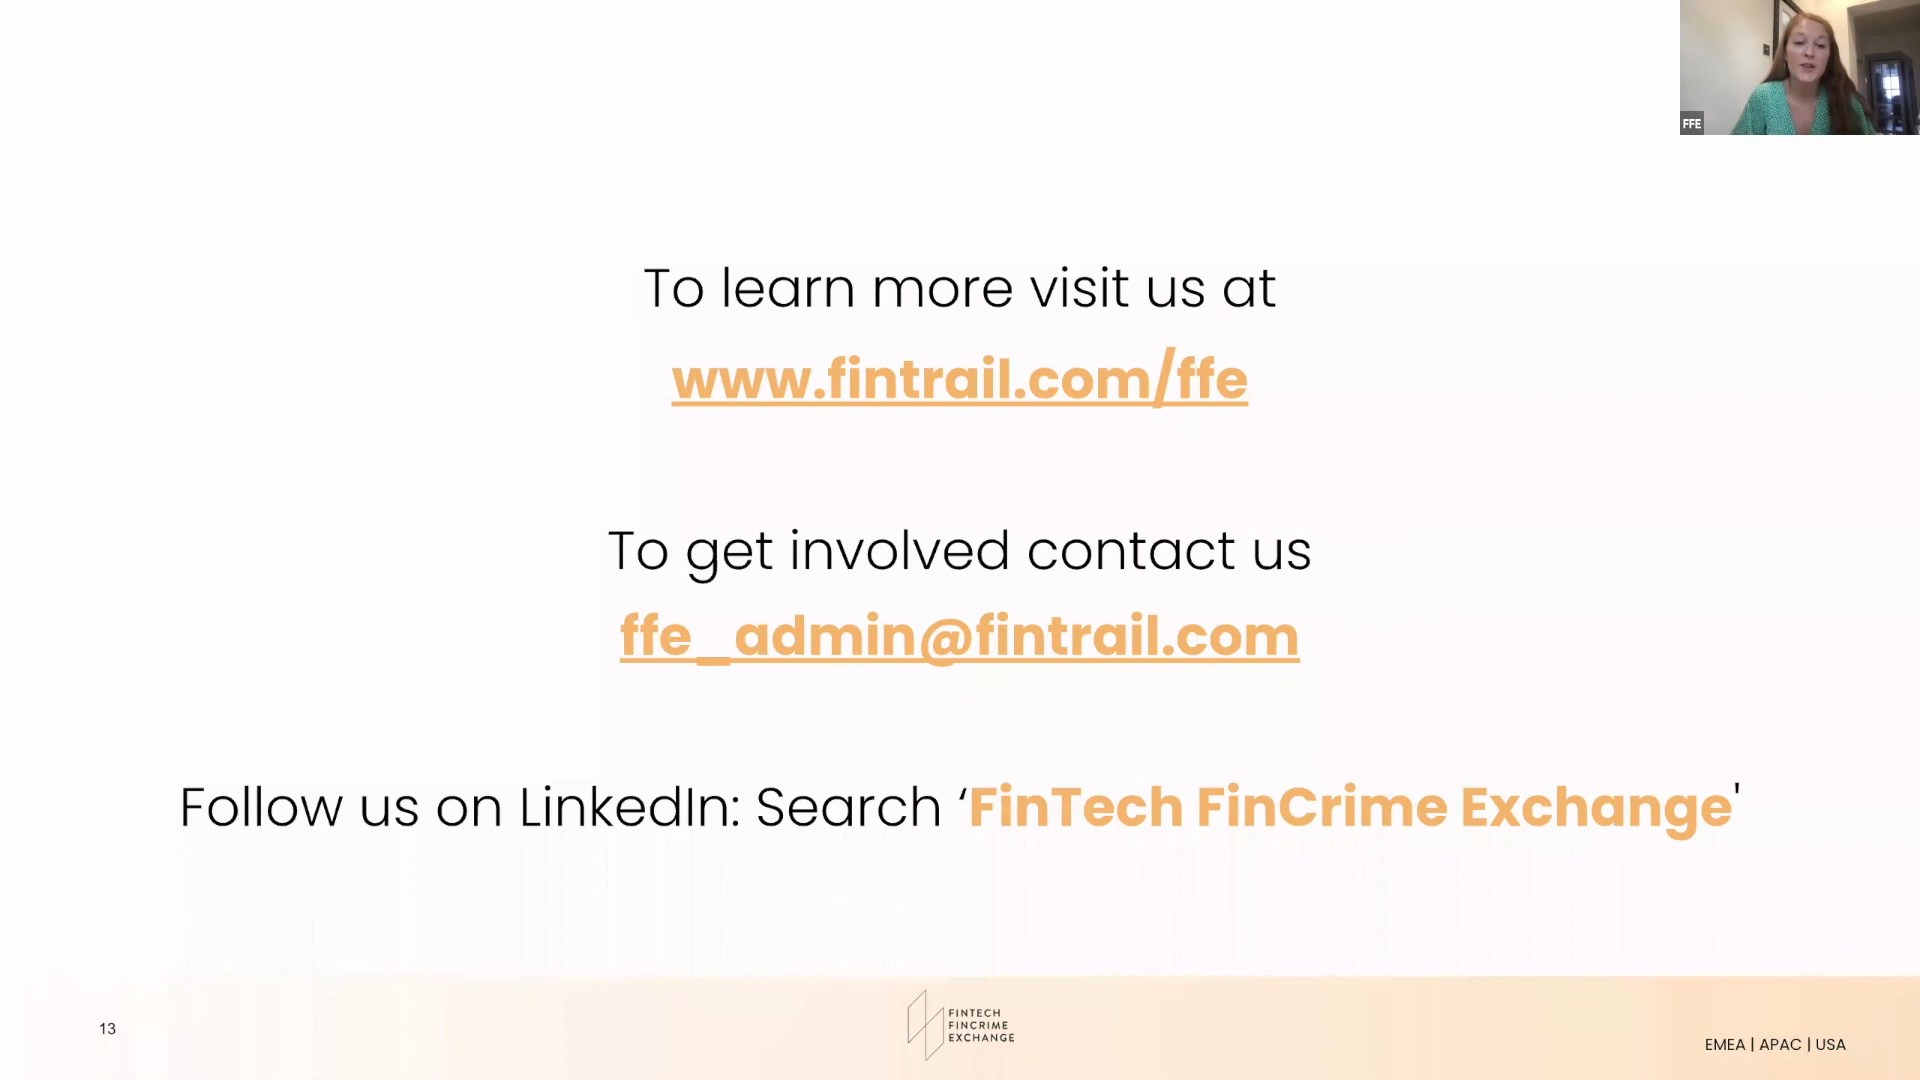 FFE
To learn more visit us at
www.fintrail.com/ffe
To get involved contact us
ffe_admin@fintrail.com
Follow us on LinkedIn: Search ‘FinTech FinCrime Exchange'
13
FINTECH
FINCRIME
EXCHANGE
EMEA | APAC | USA